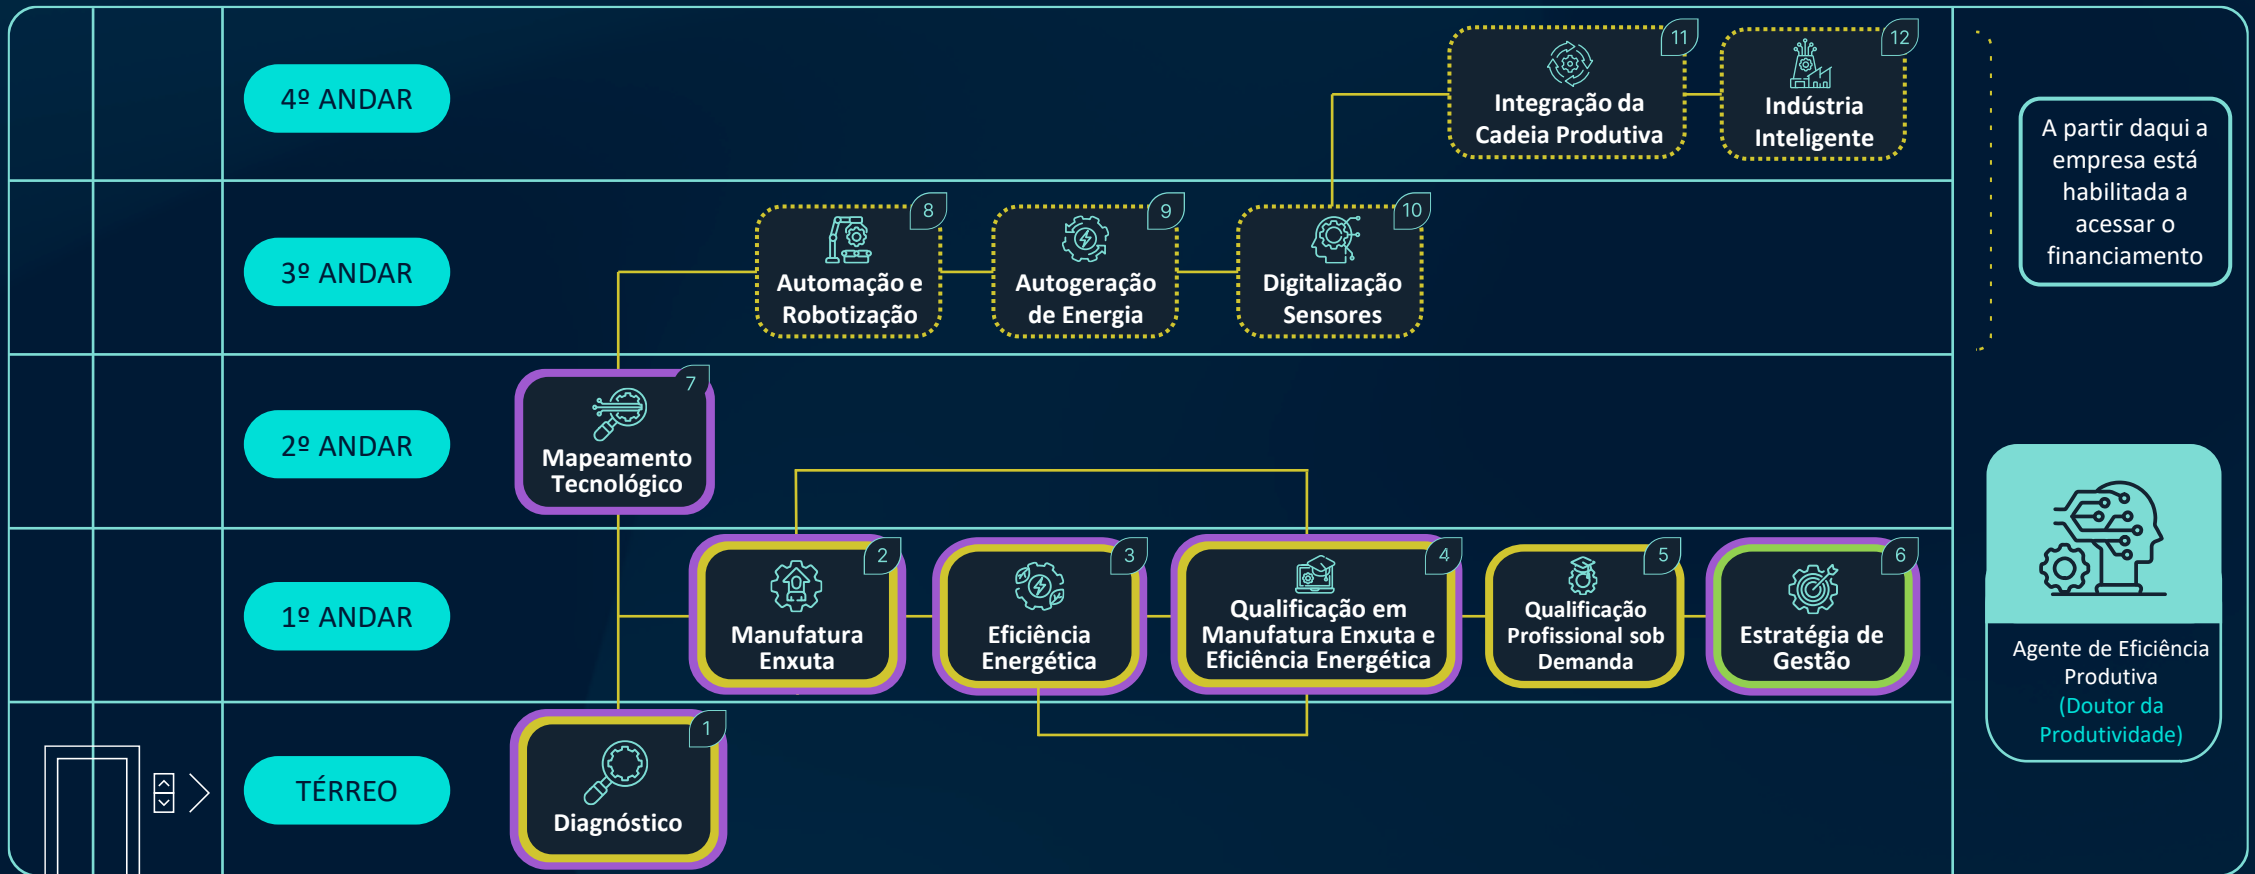 4º ANDAR
11
Integração da
Cadeia Produtiva
12
Indústria
Inteligente
A partir daqui a
empresa está
habilitada a
acessar o
financiamento
3º ANDAR
8
Automação e
Robotização
9
Autogeração
de Energia
10
Digitalização
Sensores
2º ANDAR
7
Mapeamento
Tecnológico
1º ANDAR
2
Manufatura
Enxuta
3
Eficiência
Energética
4
Qualificação em
Manufatura Enxuta e
Eficiência Energética
5
Qualificação
Profissional sob
Demanda
6
Estratégia de
Gestão
Agente de Eficiência
Produtiva
(Doutor da
Produtividade)
TÉRREO
1
Diagnóstico